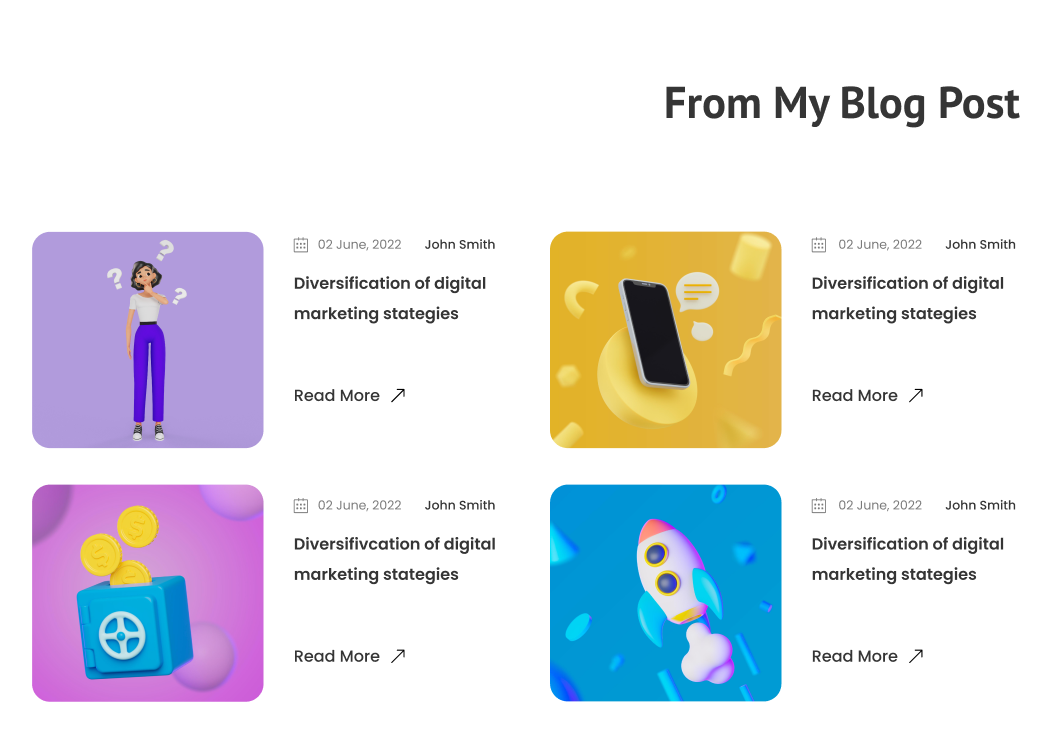 From My Blog Post
02 June, 2022 John Smith
Diversification of digital
marketing stategies
Read More
02 June, 2022 John Smith
Diversification of digital
marketing stategies
Read More
02 June, 2022 John Smith
Diversifivcation of digital
marketing stategies
Read More
02 June, 2022 John Smith
Diversification of digital
marketing stategies
Read More